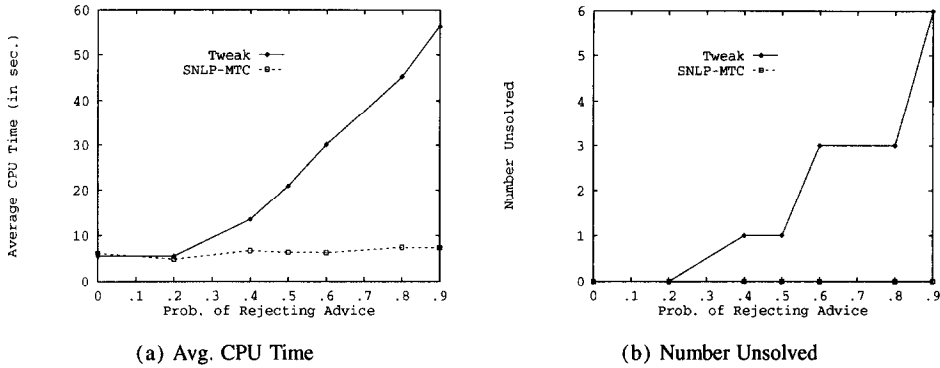 Average CPU Time (in sec.)
60
50
40
30
20
10
0
Tweak
SNLP-MTC
0 .1 .2 .3 .4 .5 .6 .7 .8 .9
Prob. of Rejecting Advice
(a) Avg. CPU Time
Number Unsolved
6
5
4
3
2
1
0
Tweak
SNLP-MTC
0 .1 .2 .3 .4 .5 .6 .7 .8 .9
Prob. of Rejecting Advice
(b) Number Unsolved